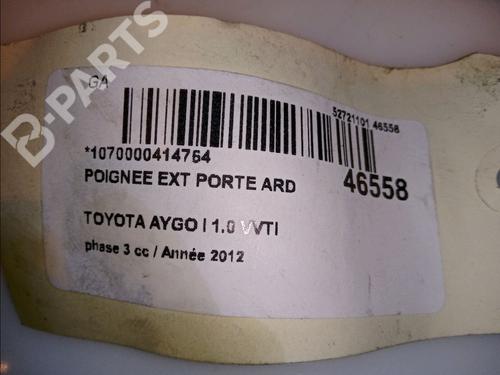 B-PARTS
GA
52721101 46558
*1070000414764
POIGNEE EXT PORTE ARD
46558
TOYOTA AYGO I 1.0 VVTI
phase 3 cc / Année 2012